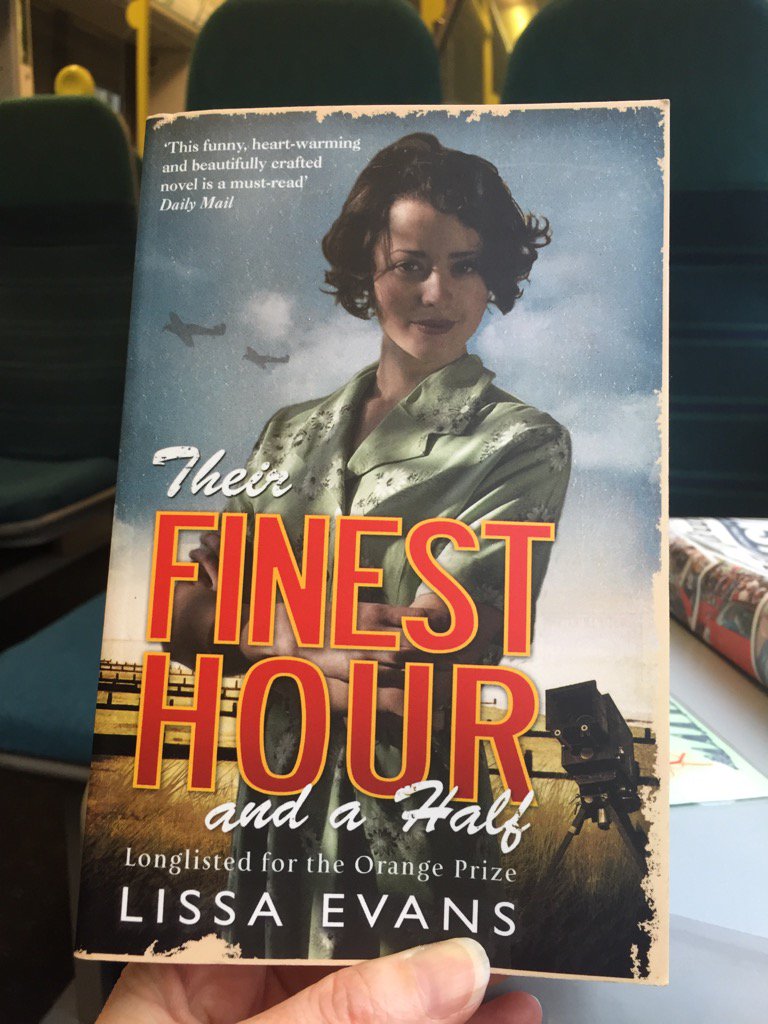 'This funny, heart-warming
and beautifully crafted
novel is a must-read'
Daily Mail
Their
FINEST
HOUR
and a Half
Longlisted for the Orange Prize
LISSA EVANS